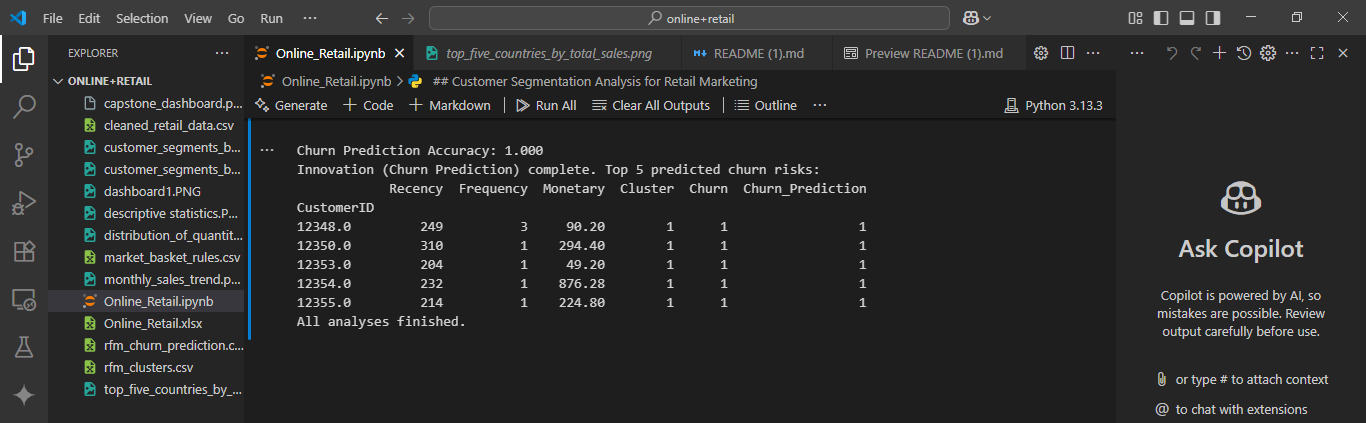 File Edit Selection View Go Run ... online+retail
EXPLORER ...
ONLINE+RETAIL
capstone_dashboard.p...
cleaned_retail_data.csv
customer_segments_b...
customer_segments_b...
dashboard1.PNG
descriptive statistics.P...
distribution_of_quantit...
market_basket_rules.csv
monthly_sales_trend.p...
Online_Retail.ipynb
Online_Retail.xlsx
rfm_churn_prediction.c...
rfm_clusters.csv
top_five_countries_by_...
Online_Retail.ipynb top_five_countries_by_total_sales.png README (1).md Preview README (1).md ...
Online_Retail.ipynb > ## Customer Segmentation Analysis for Retail Marketing
Generate + Code + Markdown Run All Clear All Outputs Outline ... Python 3.13.3
...
Churn Prediction Accuracy: 1.000
Innovation (Churn Prediction) complete. Top 5 predicted churn risks:
Recency Frequency Monetary Cluster Churn Churn_Prediction
CustomerID
12348.0 249 3 90.20 1 1 1
12350.0 310 1 294.40 1 1 1
12353.0 204 1 49.20 1 1 1
12354.0 232 1 876.28 1 1 1
12355.0 214 1 224.80 1 1 1
All analyses finished.
... ...
Ask Copilot
Copilot is powered by AI, so
mistakes are possible. Review
output carefully before use.
or type # to attach context
@ to chat with extensions